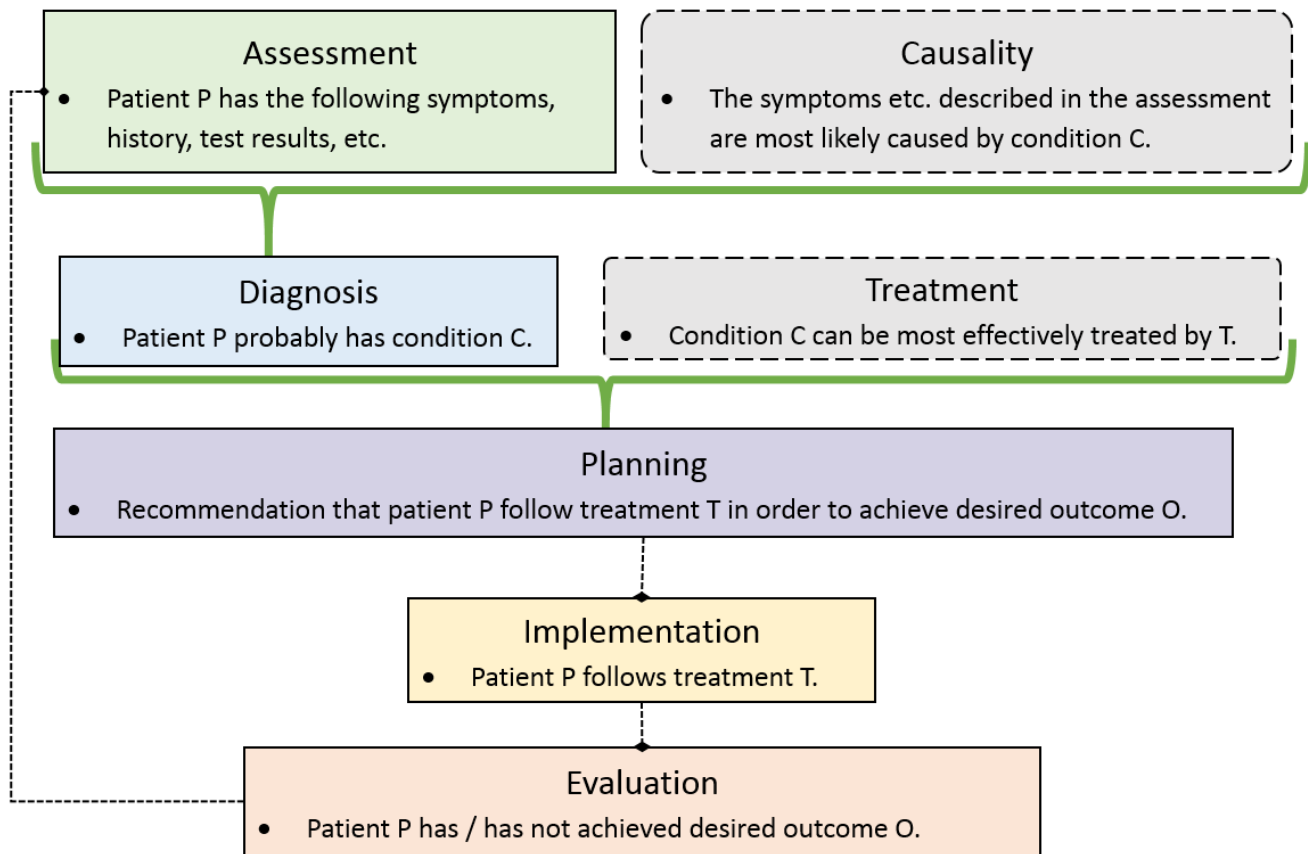 Assessment
• Patient P has the following symptoms,
history, test results, etc.
Causality
• The symptoms etc. described in the assessment
are most likely caused by condition C.
Diagnosis
• Patient P probably has condition C.
Treatment
• Condition C can be most effectively treated by T.
Planning
• Recommendation that patient P follow treatment T in order to achieve desired outcome O.
Implementation
• Patient P follows treatment T.
Evaluation
• Patient P has / has not achieved desired outcome O.